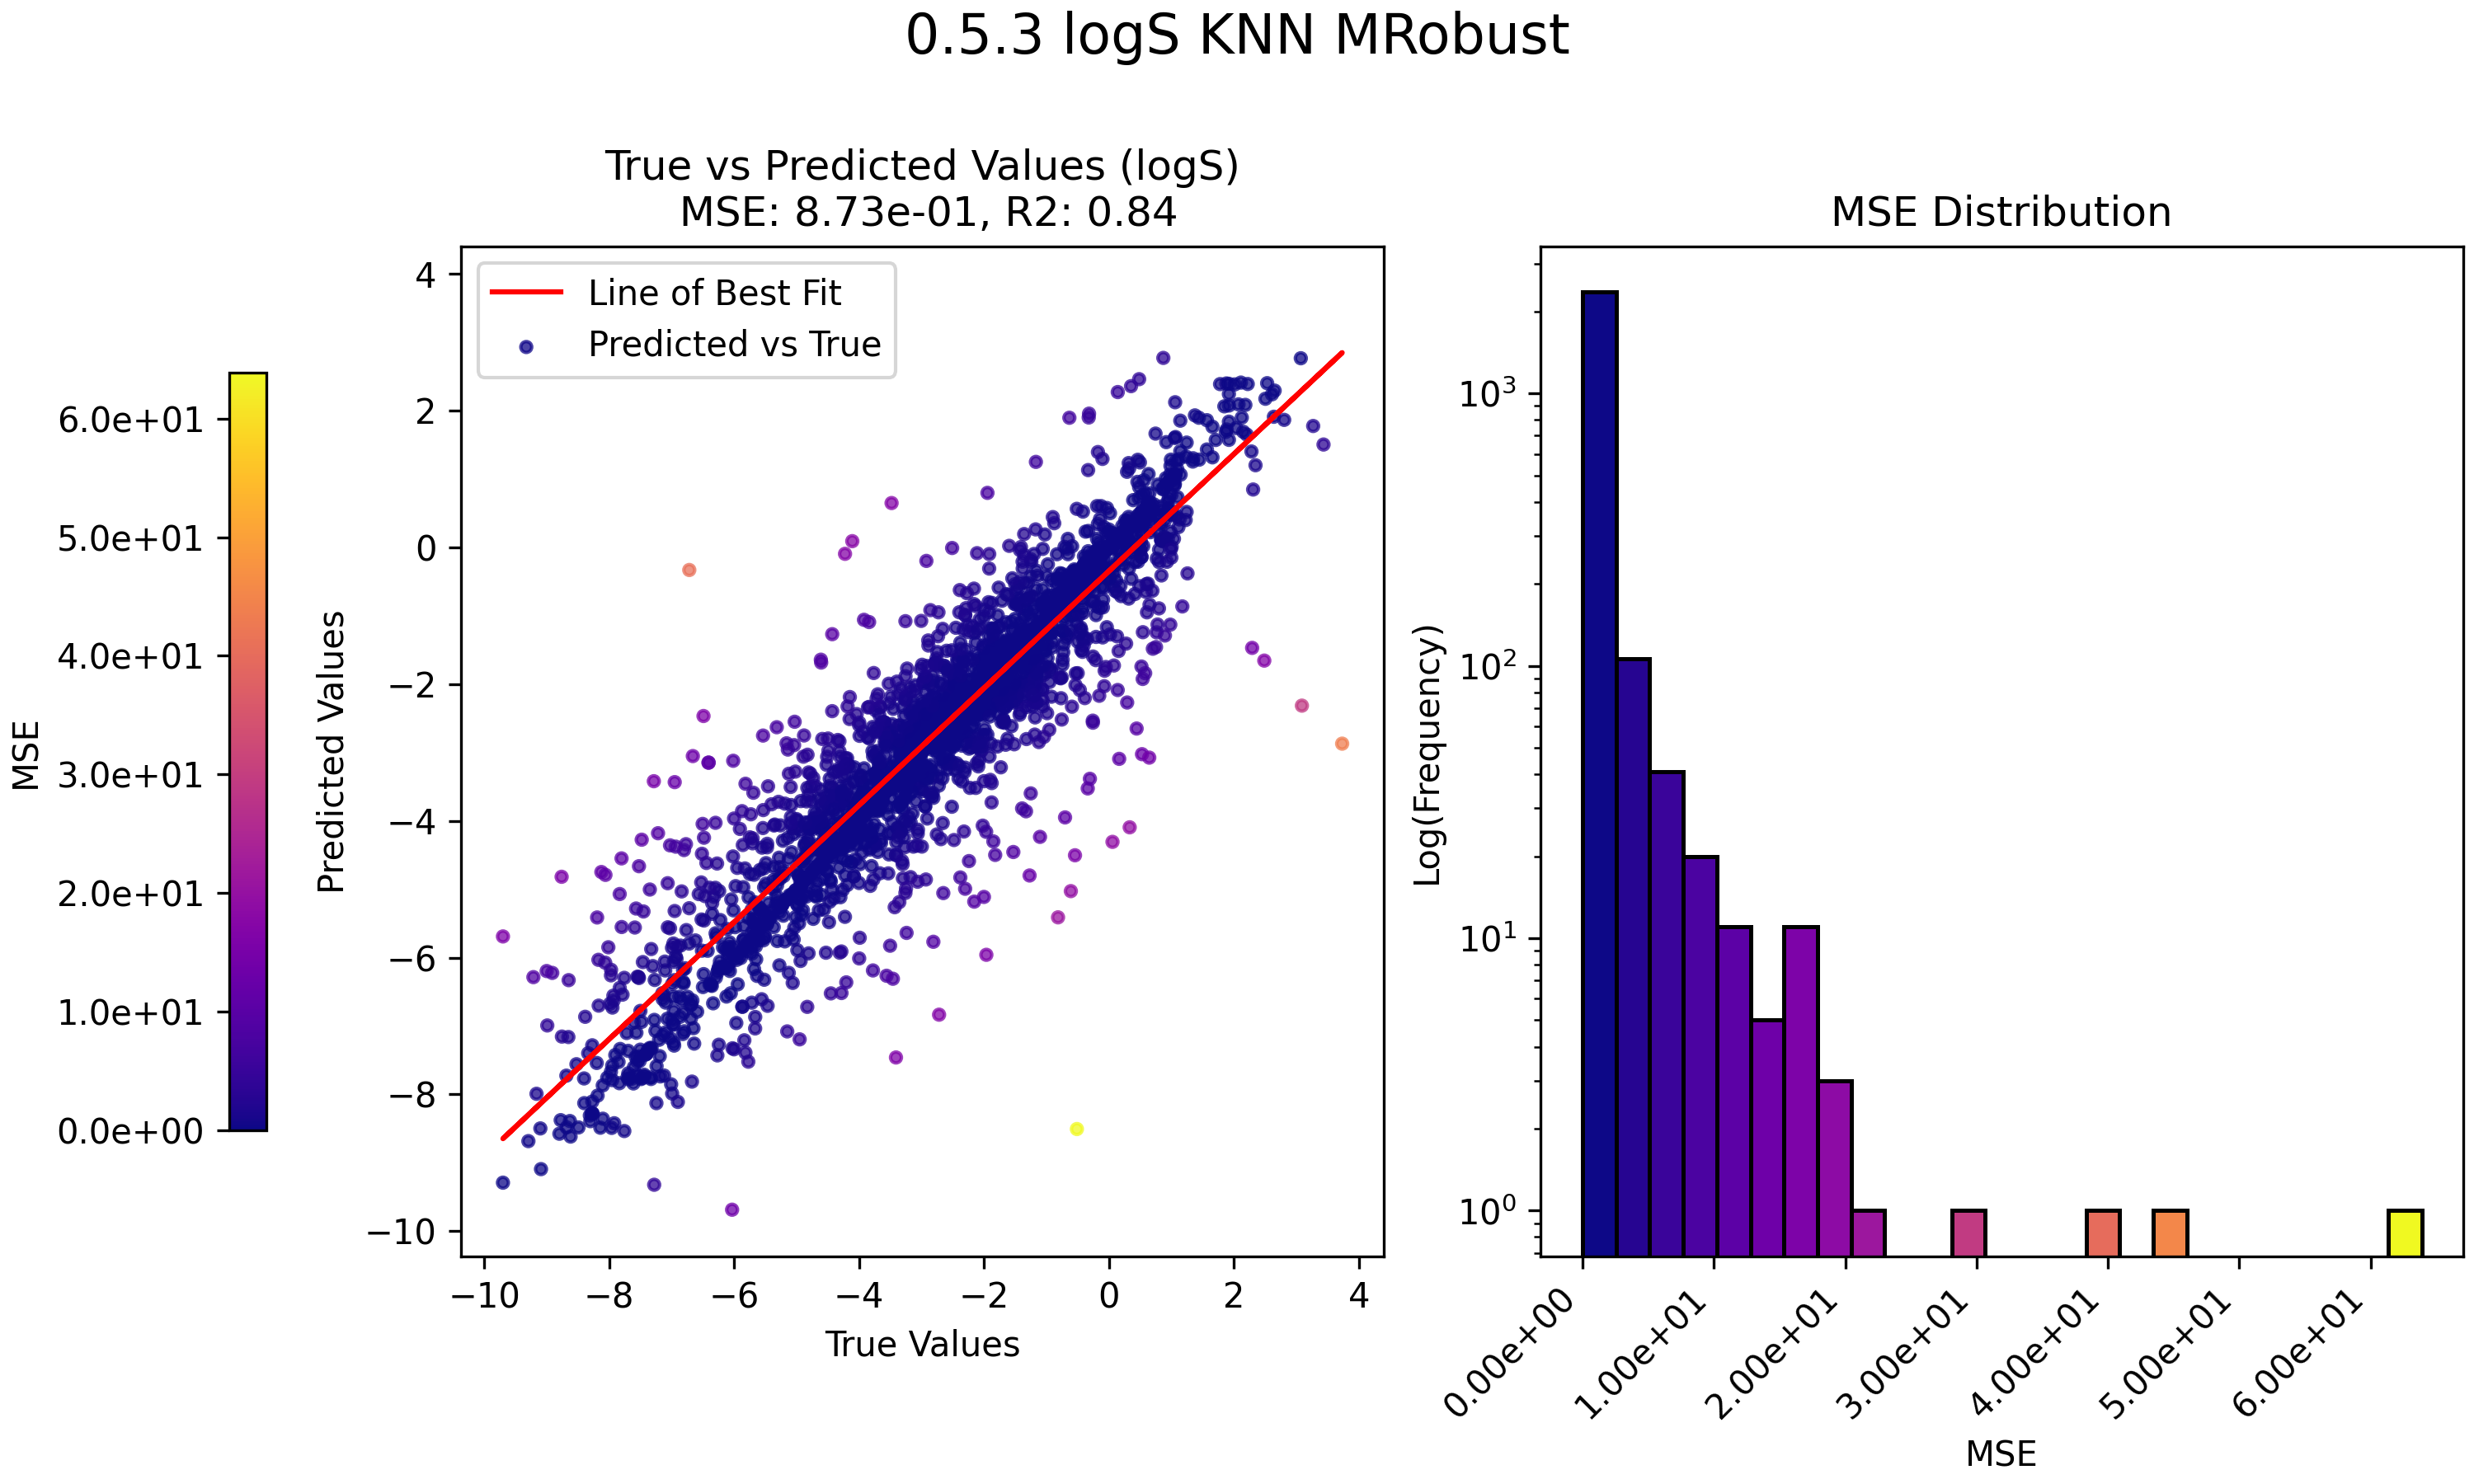 0.5.3 logS KNN MRobust
MSE
6.0e+01
5.0e+01
4.0e+01
3.0e+01
2.0e+01
1.0e+01
0.0e+00
True vs Predicted Values (logS)
MSE: 8.73e-01, R2: 0.84
Line of Best Fit
Predicted vs True
Predicted Values
4
2
0
−2
−4
−6
−8
−10
−10
−8
−6
−4
−2
0
2
4
True Values
MSE Distribution
Log(Frequency)
10³
10²
10¹
10⁰
0.00e+00
1.00e+01
2.00e+01
3.00e+01
4.00e+01
5.00e+01
6.00e+01
MSE